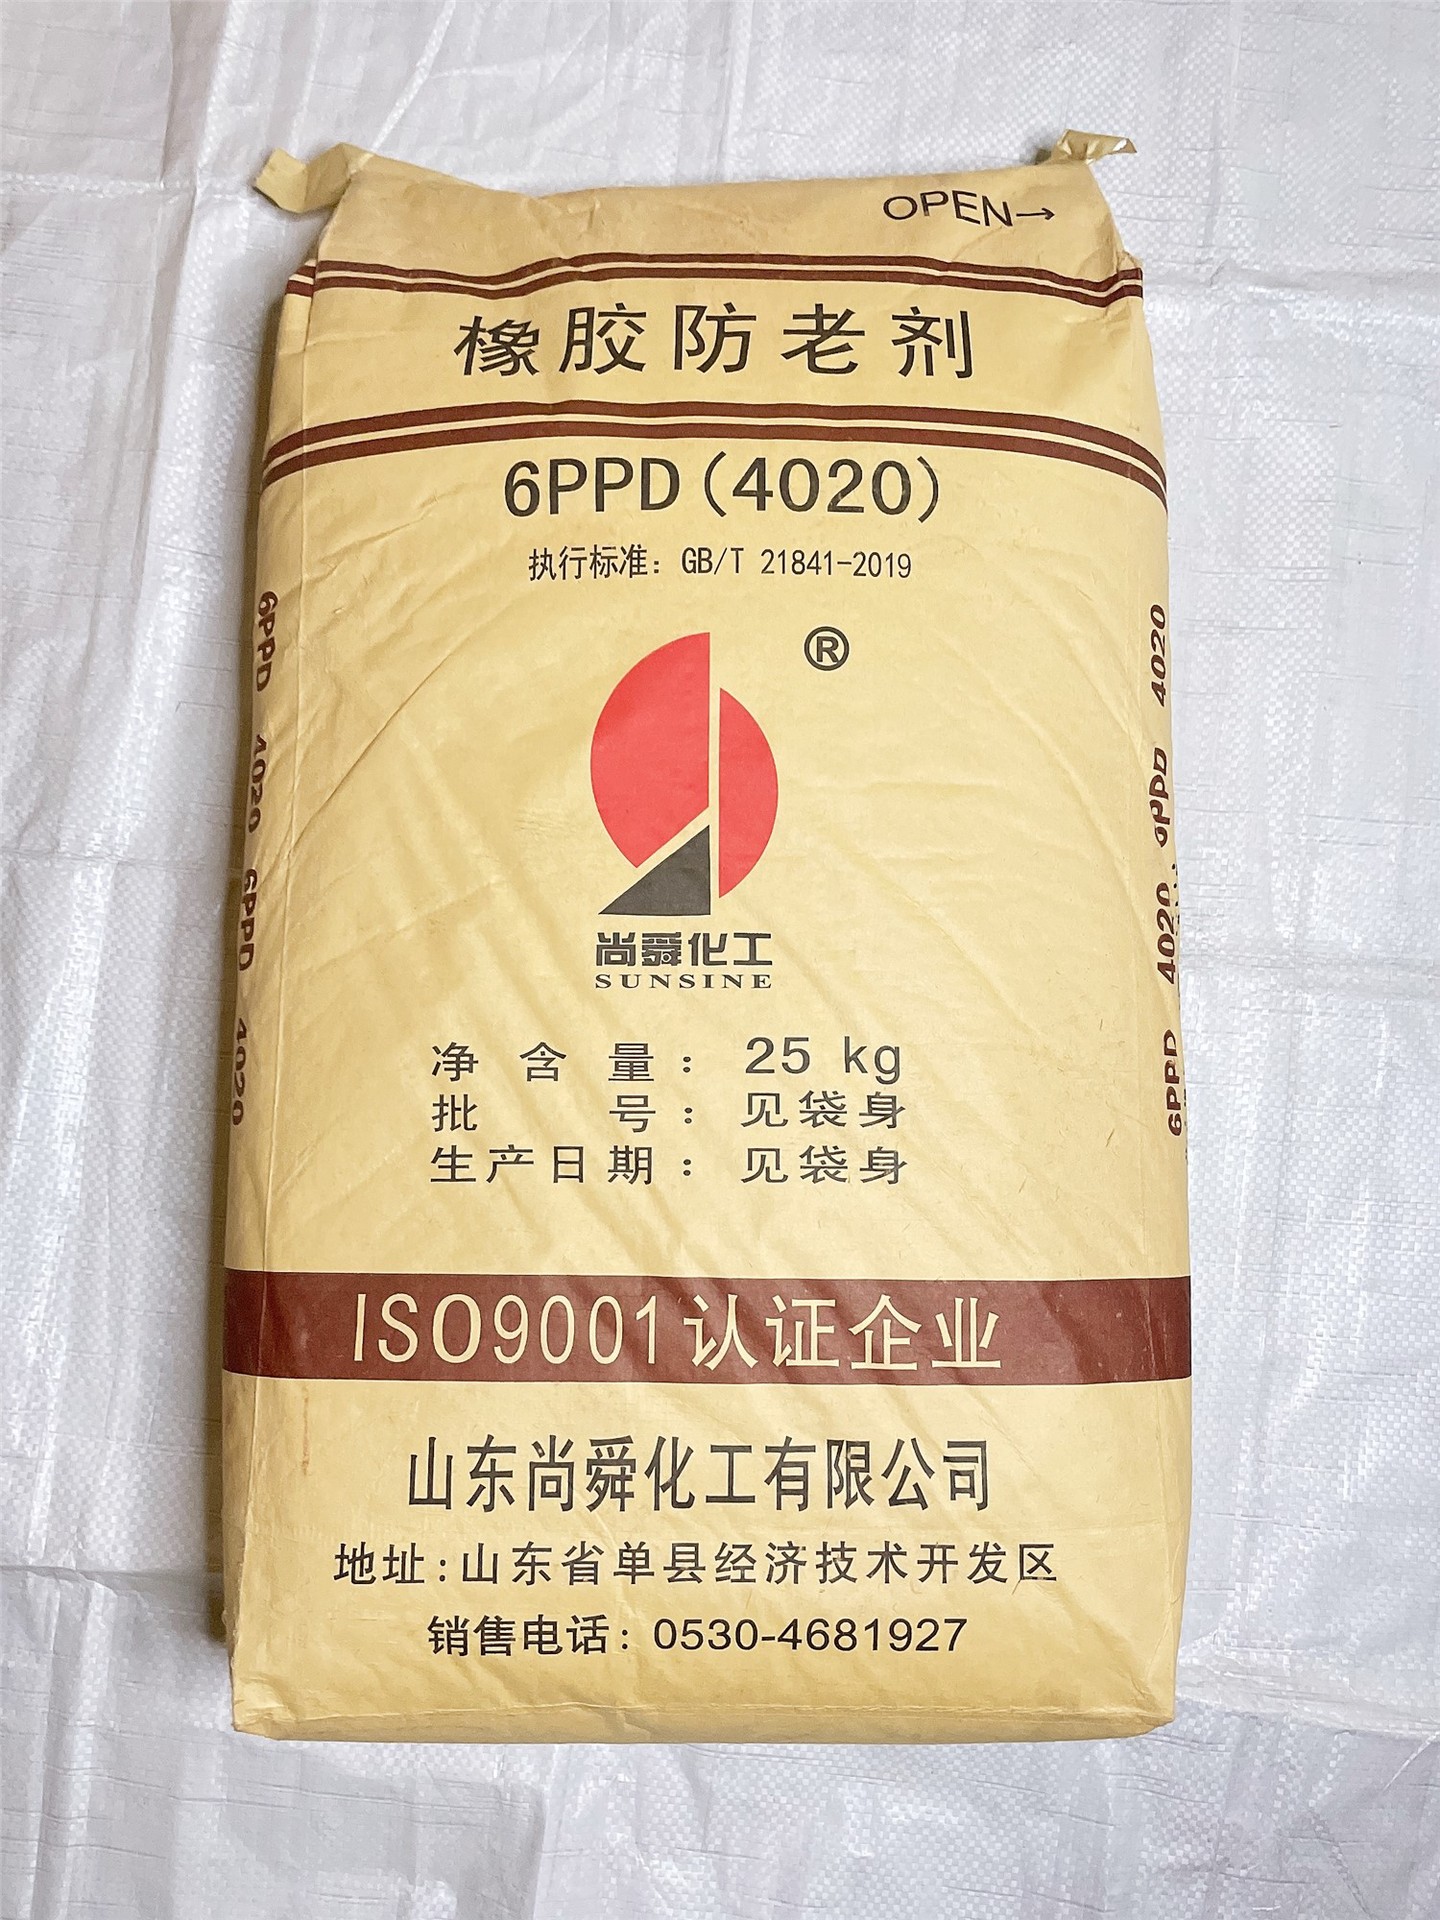 OPEN→
橡胶防老剂
6PPD(4020)
执行标准：GB/T 21841-2019
®
尚舜化工
SUNSINE
净含量：25 kg
批号：见袋身
生产日期：见袋身
ISO9001认证企业
山东尚舜化工有限公司
地址:山东省单县经济技术开发区
销售电话：0530-4681927
6PPD 4020 6PPD 4020
6PPD 4020 6PPD 4020